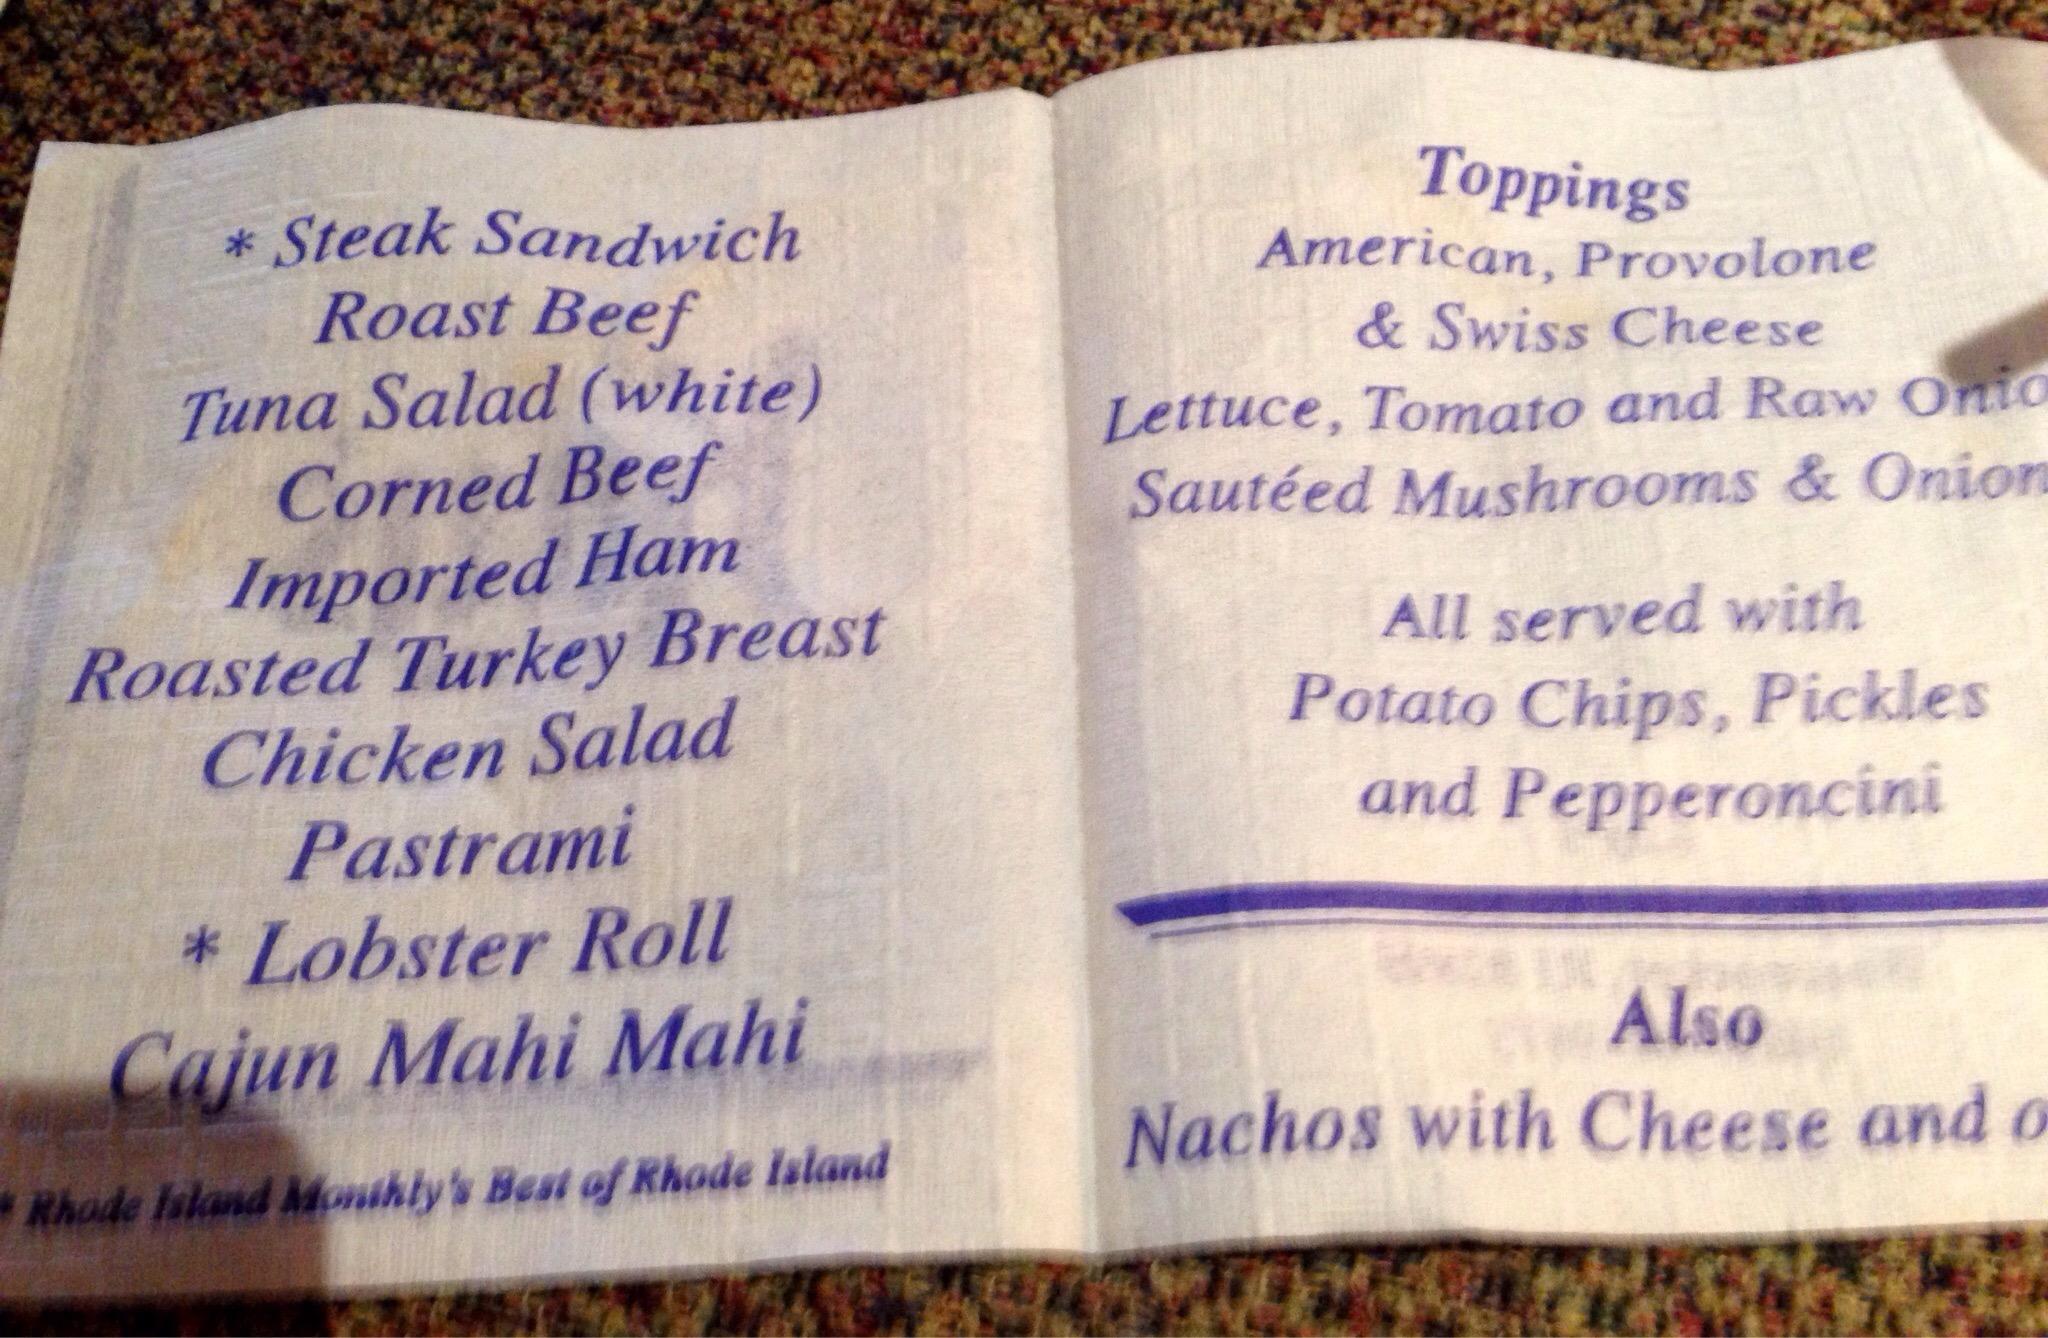 * Steak Sandwich
Roast Beef
Tuna Salad (white)
Corned Beef
Imported Ham
Roasted Turkey Breast
Chicken Salad
Pastrami
* Lobster Roll
Cajun Mahi Mahi
* Rhode Island Monthly's Best of Rhode Island
Toppings
American, Provolone
& Swiss Cheese
Lettuce, Tomato and Raw Onio
Sautéed Mushrooms & Onion
All served with
Potato Chips, Pickles
and Pepperoncini
Also
Nachos with Cheese and